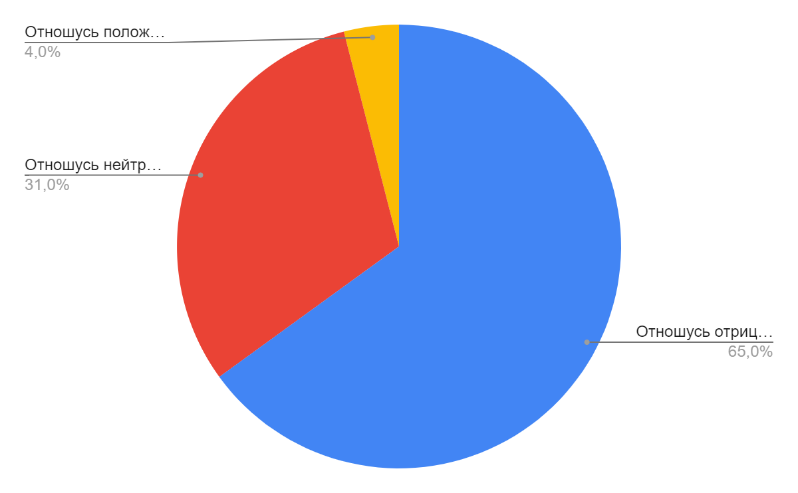 Отношусь полож…
4,0%
Отношусь нейтр…
31,0%
Отношусь отриц…
65,0%